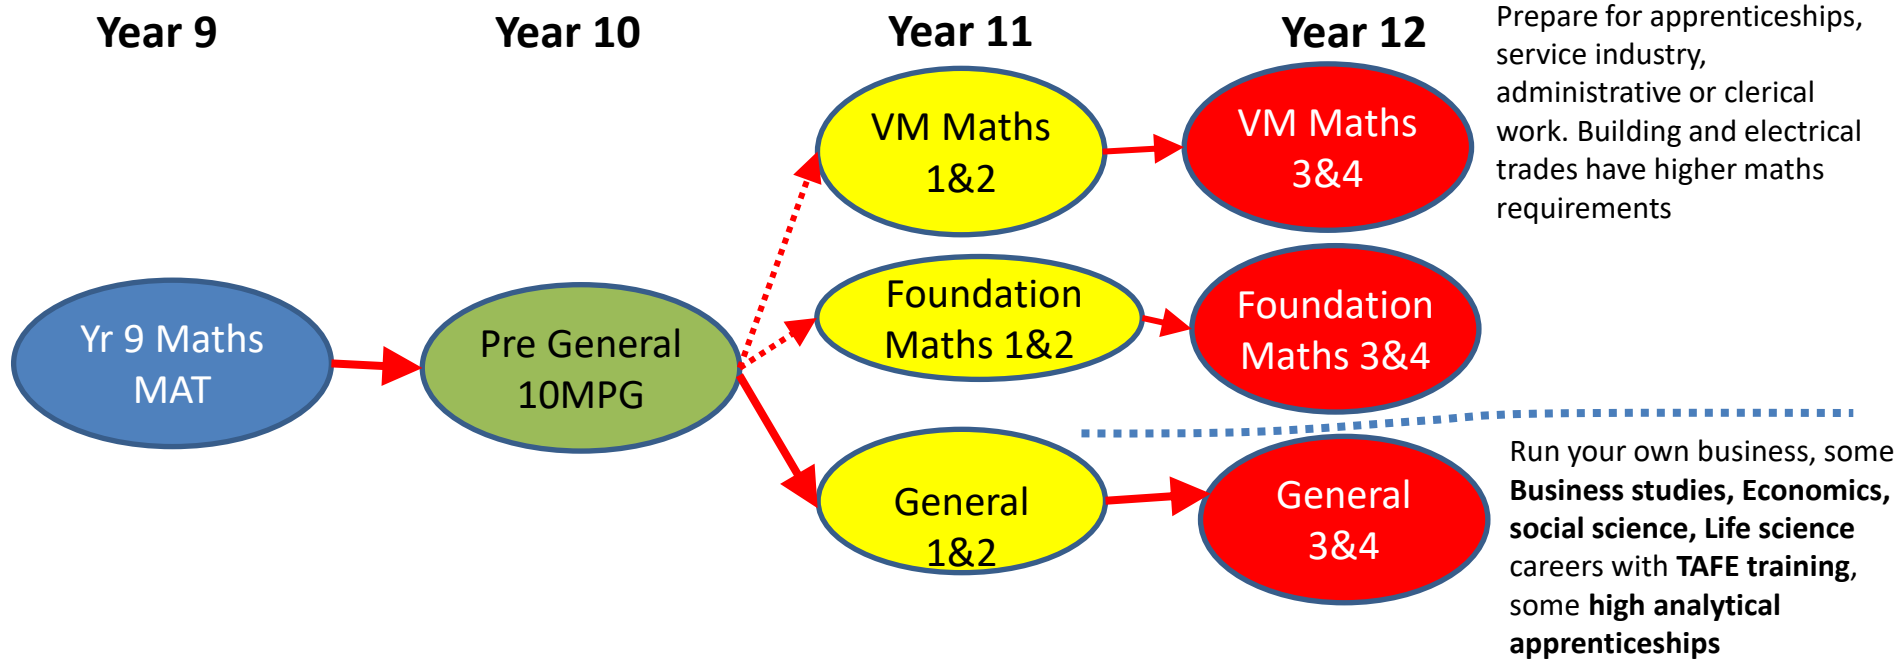 Year 9
Year 10
Year 11
Year 12
Prepare for apprenticeships,
service industry,
administrative or clerical
work. Building and electrical
trades have higher maths
requirements
VM Maths
1&2
VM Maths
3&4
Foundation
Maths 1&2
Foundation
Maths 3&4
Yr 9 Maths
MAT
Pre General
10MPG
General
1&2
General
3&4
Run your own business, some
Business studies, Economics,
social science, Life science
careers with TAFE training,
some high analytical
apprenticeships